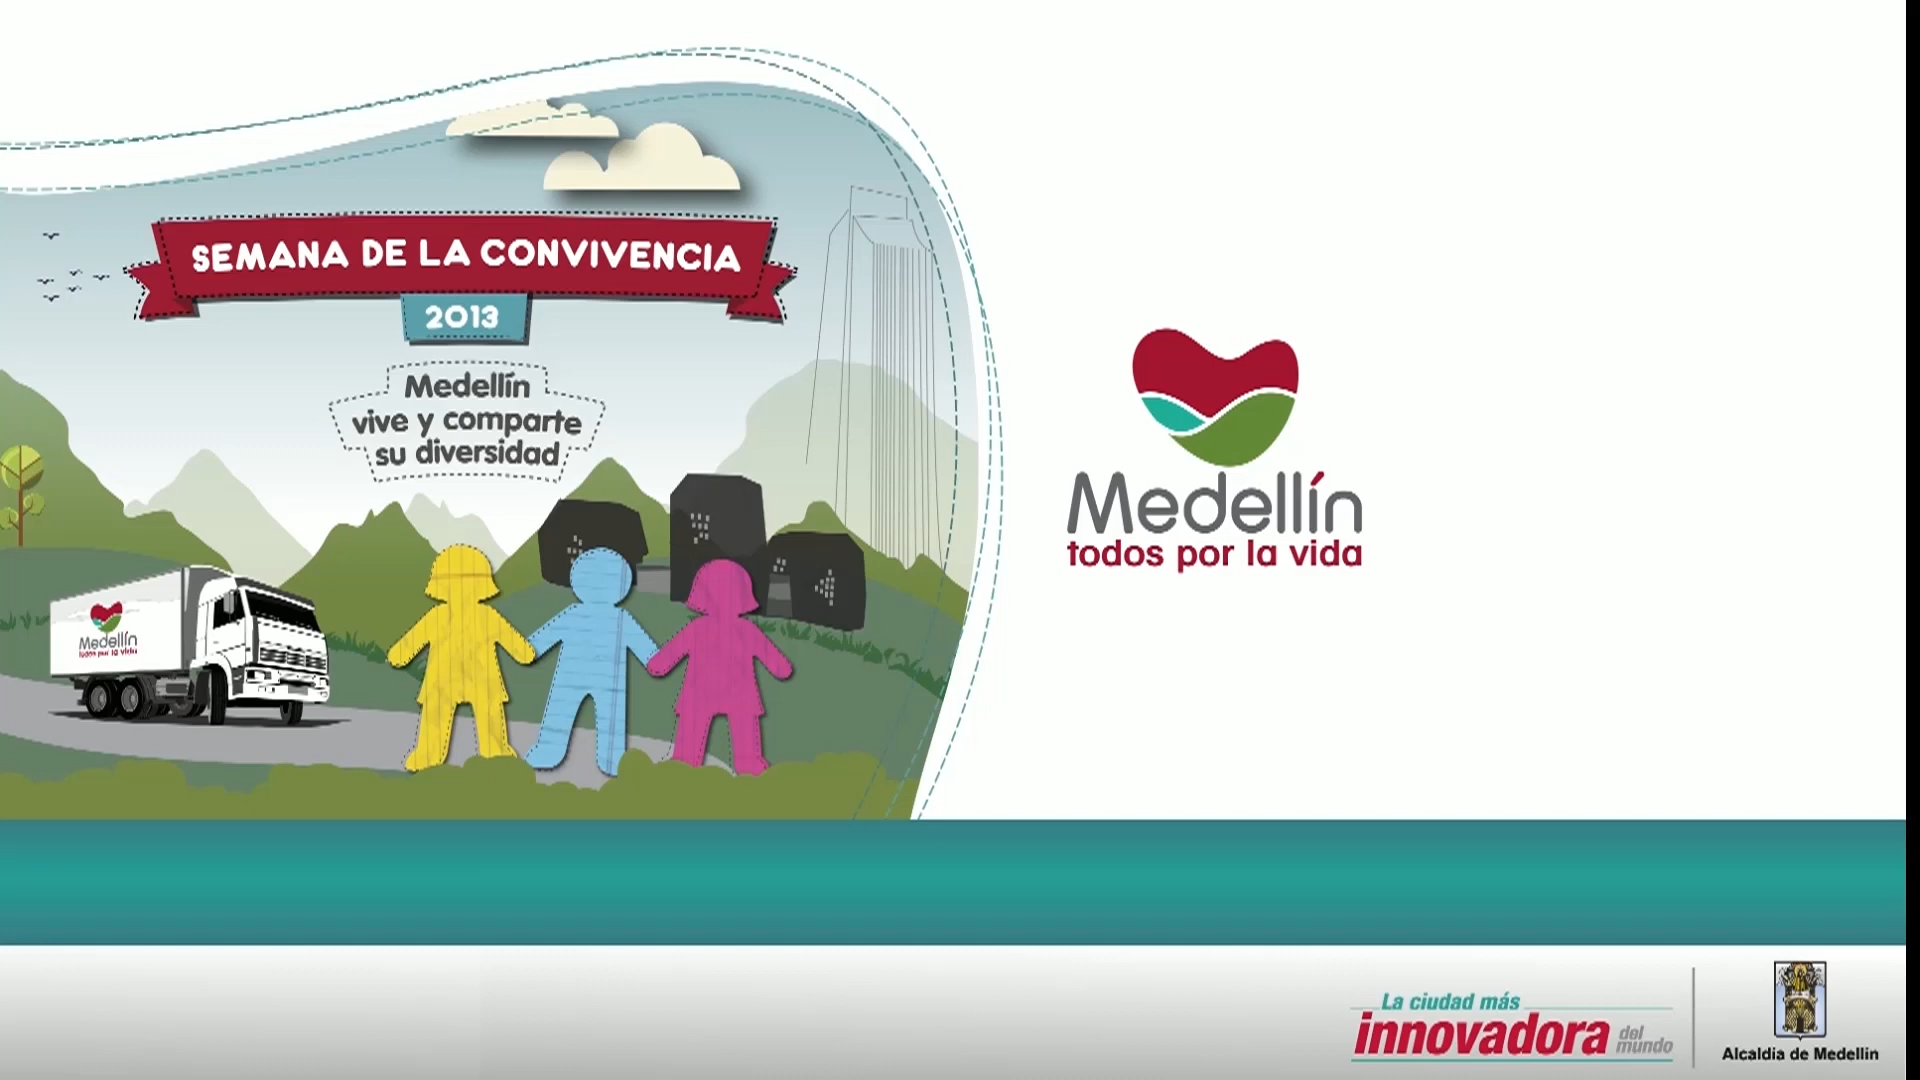 SEMANA DE LA CONVIVENCIA
2013
Medellín
vive y comparte
su diversidad
Medellín
todos por la vida
Medellín
todos por la vida
La ciudad más
innovadora del mundo
Alcaldía de Medellín